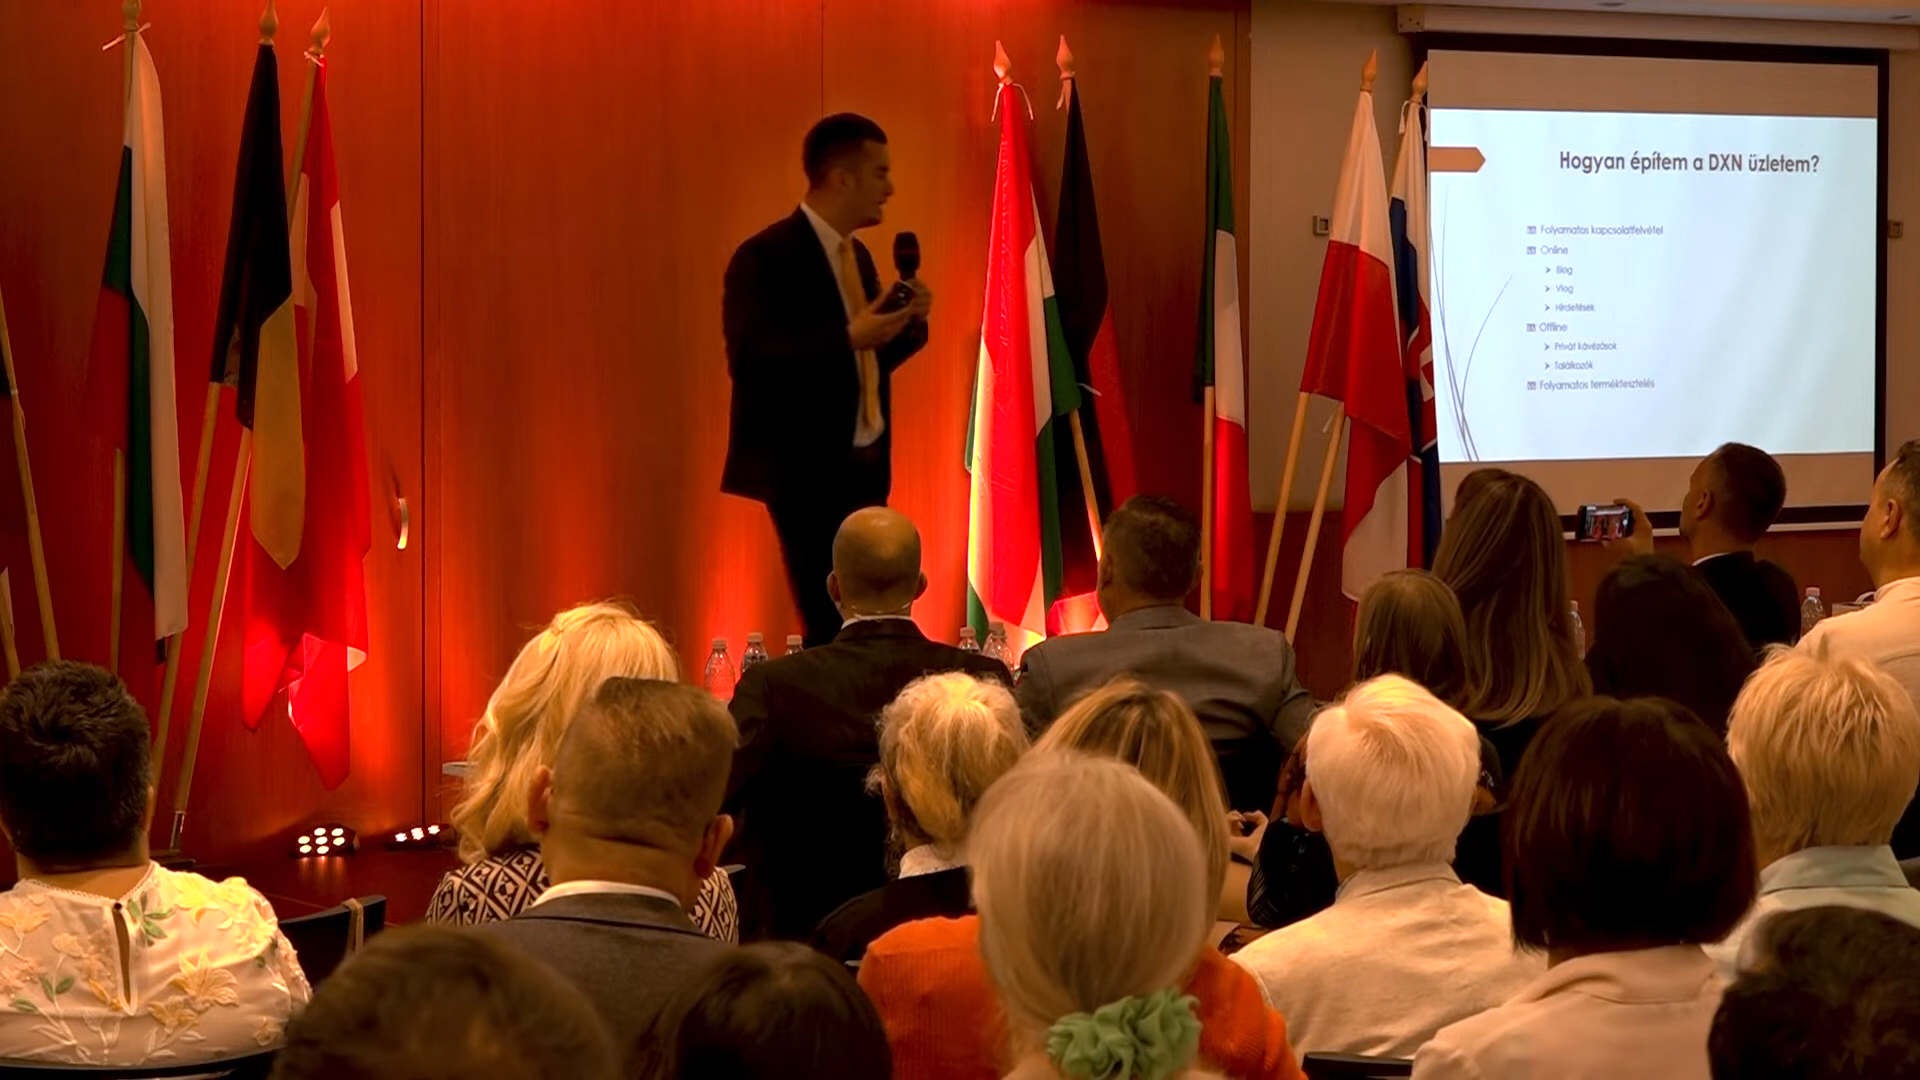 Hogyan építem a DXN üzletem?
Folyamatos kapcsolatfelvétel
Online
Blog
Vlog
Hirdetések
Offline
Privát kávézások
Találkozók
Folyamatos terméktesztelés